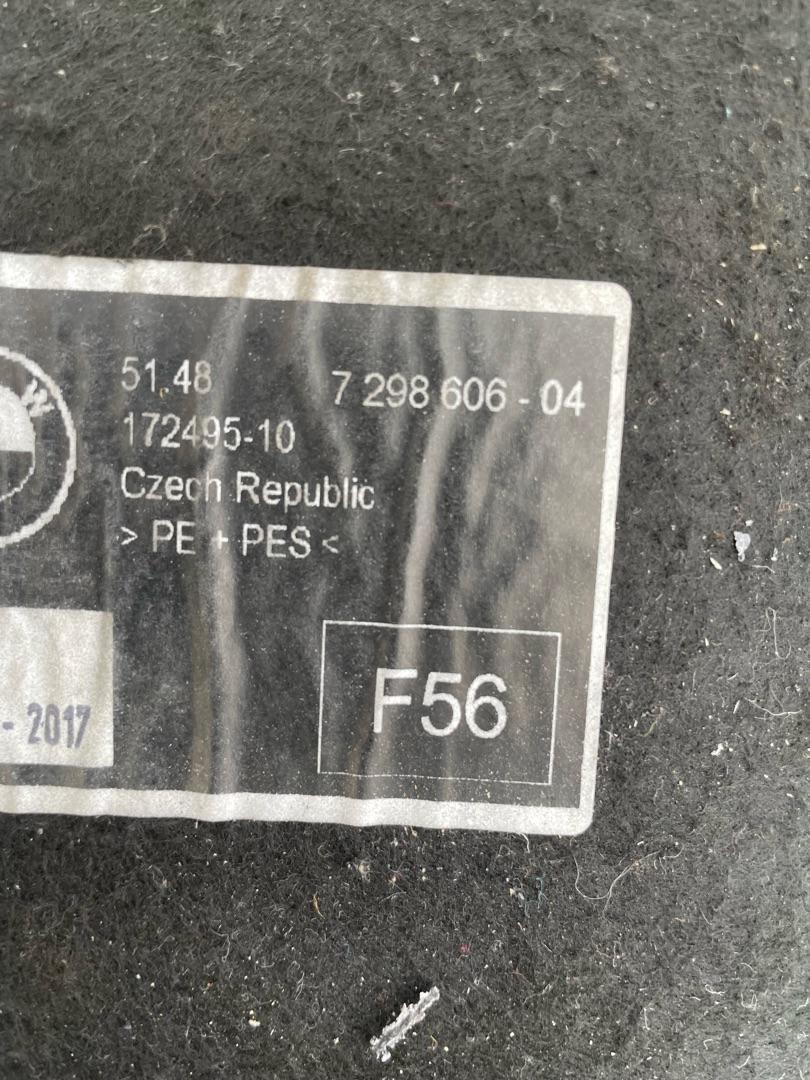 51.48 7 298 606 - 04
172495-10
Czech Republic
> PE + PES <
- 2017
F56